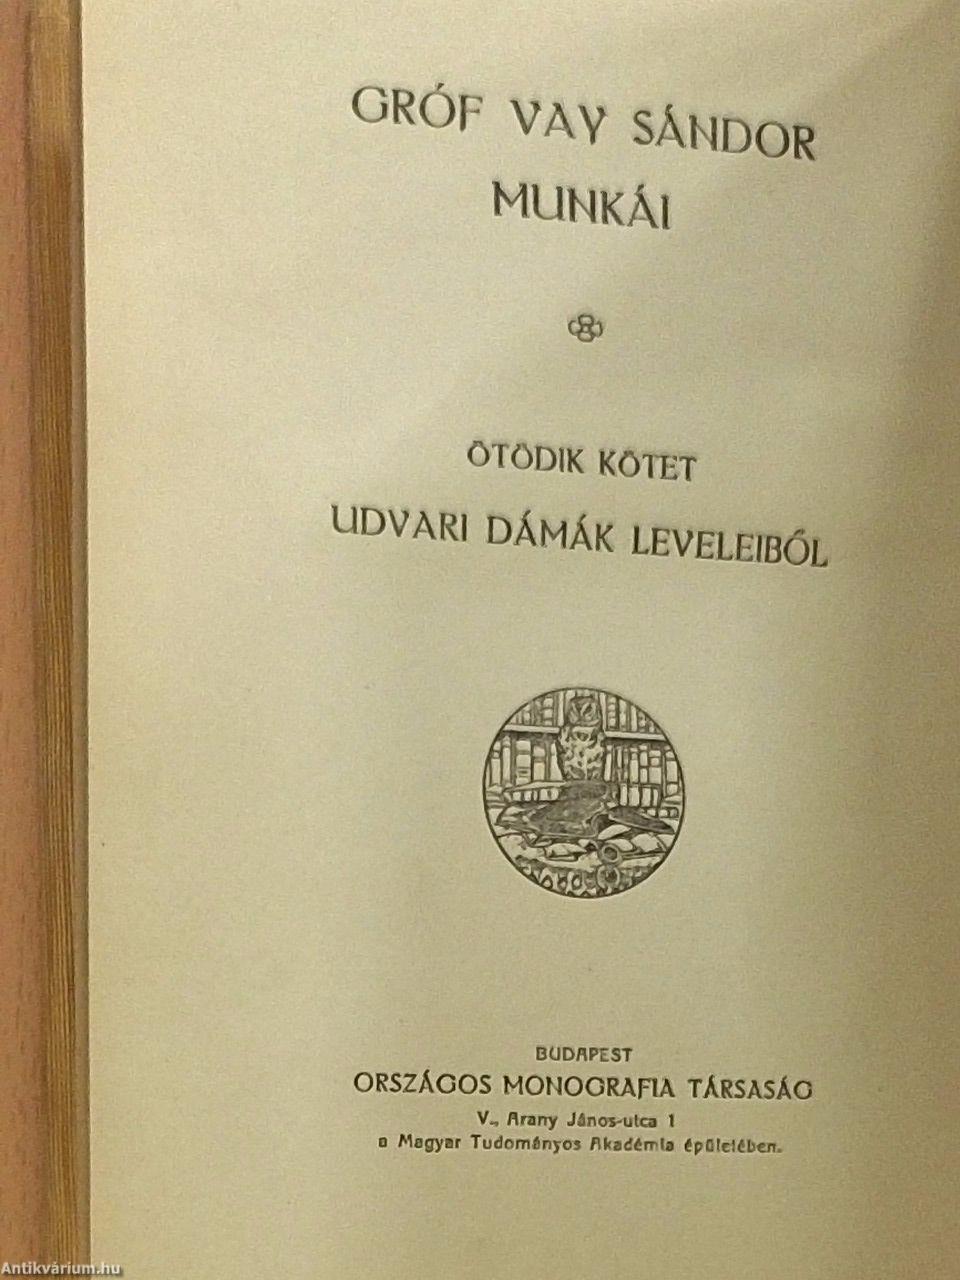 GRÓF VAY SÁNDOR
MUNKÁI
ÖTÖDIK KÖTET
UDVARI DÁMÁK LEVELEIBŐL
BUDAPEST
ORSZÁGOS MONOGRAFIA TÁRSASÁG
V., Arany János-utca 1
a Magyar Tudományos Akadémia épületében.
Antikvárium.hu